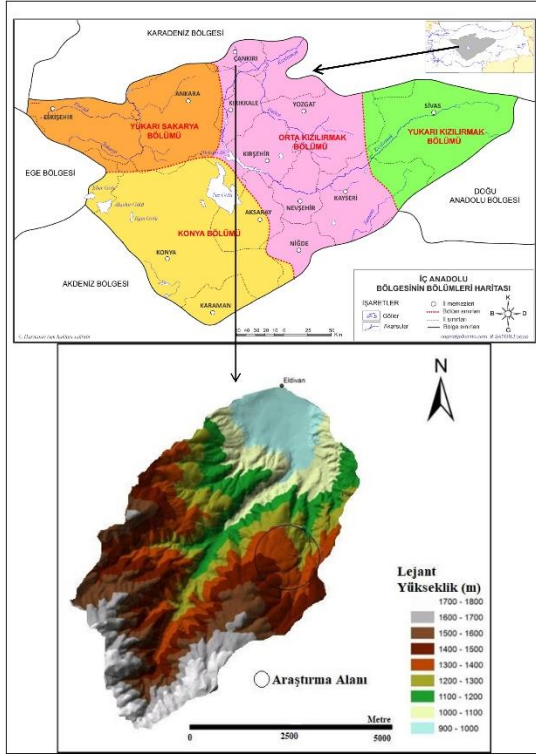 KARADENİZ BÖLGESİ
ÇANKIRI
ANKARA
KIRIKKALE
YOZGAT
SİVAS
ESKİŞEHİR
YUKARI SAKARYA
BÖLÜMÜ
ORTA KIZILIRMAK
BÖLÜMÜ
YUKARI KIZILIRMAK
BÖLÜMÜ
KIRŞEHİR
EGE BÖLGESİ
DOĞU
ANADOLU BÖLGESİ
KAYSERİ
NEVŞEHİR
AKSARAY
KONYA BÖLÜMÜ
KONYA
NİĞDE
AKDENİZ BÖLGESİ
KARAMAN
İÇ ANADOLU
BÖLGESİNİN BÖLÜMLERİ HARİTASI
İŞARETLER
Göller
Akarsular
İl merkezleri
Bölüm sınırları
İl sınırları
Bölge sınırları
K
B D
G
Eldivan
N
Lejant
Yükseklik (m)
1700 - 1800
1600 - 1700
1500 - 1600
1400 - 1500
1300 - 1400
1200 - 1300
1100 - 1200
1000 - 1100
900 - 1000
Araştırma Alanı
Metre
0 2500 5000